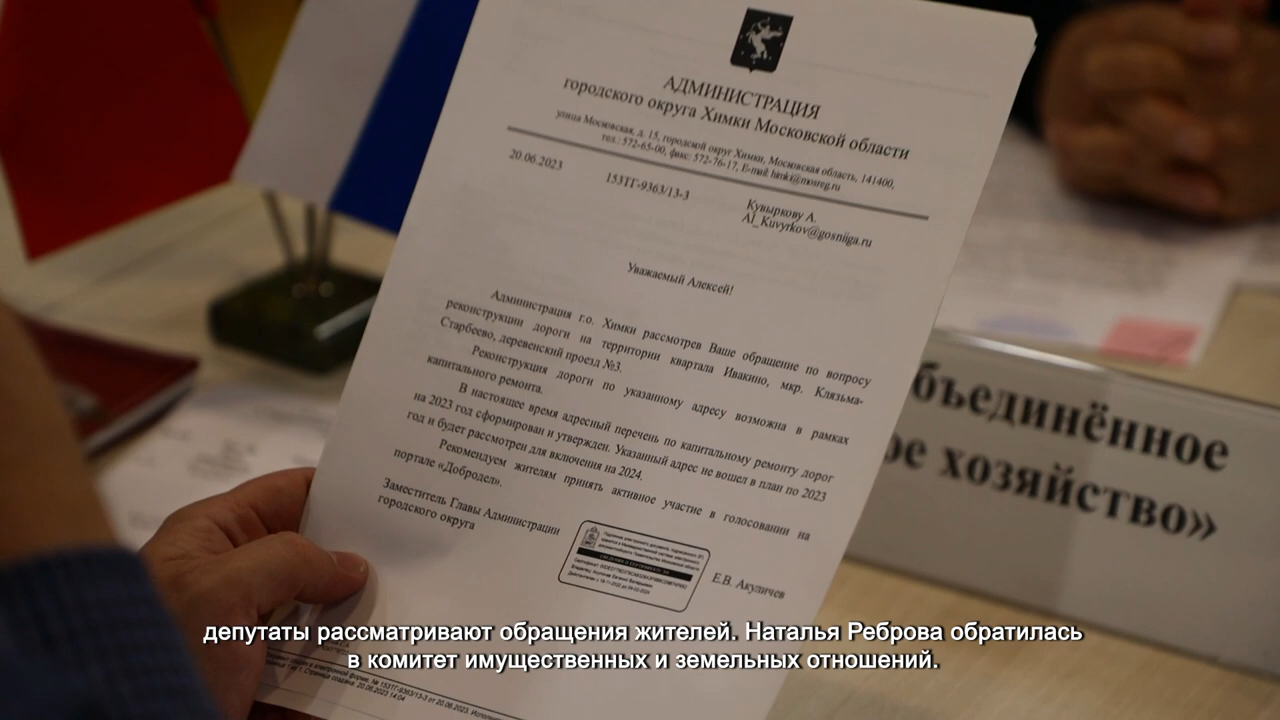 АДМИНИСТРАЦИЯ
городского округа Химки Московской области
улица Московская, д. 15, городской округ Химки, Московская область, 141400,
тел.: 572-65-00, факс: 572-76-17, E-mail: himki@mosreg.ru
20.06.2023
153ТГ-9363/13-3
Кувыркову А.
Al_Kuvyrkov@gosniiga.ru
Уважаемый Алексей!
Администрация г.о. Химки рассмотрев Ваше обращение по вопросу
реконструкции дороги на территории квартала Ивакино, мкр. Клязьма-
Старбеево, деревенский проезд №3.
Реконструкция дороги по указанному адресу возможна в рамках
капитального ремонта.
В настоящее время адресный перечень по капитальному ремонту дорог
на 2023 год сформирован и утвержден. Указанный адрес не вошел в план по 2023
год и будет рассмотрен для включения на 2024.
Рекомендуем жителям принять активное участие в голосовании на
портале «Добродел».
Заместитель Главы Администрации
городского округа
Е.В. Акуличев
бъединённое
ое хозяйство»
депутаты рассматривают обращения жителей. Наталья Реброва обратилась
в комитет имущественных и земельных отношений.